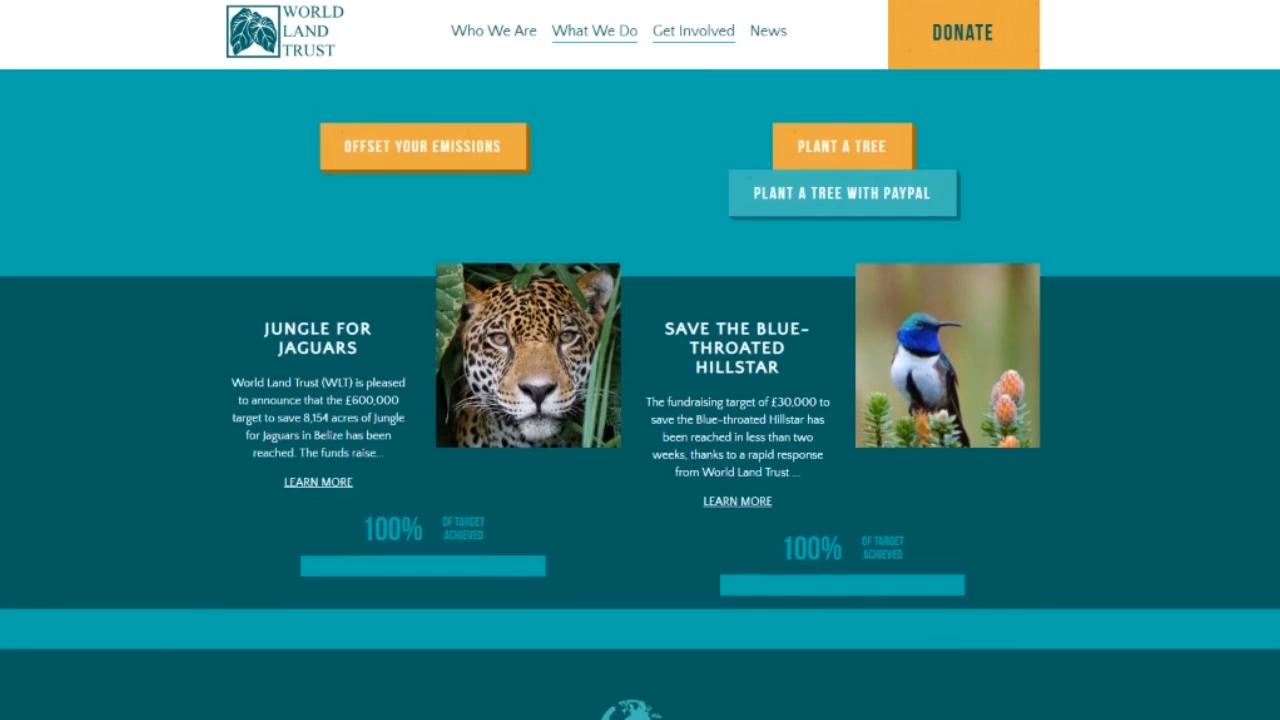 WORLD
LAND
TRUST
Who We Are What We Do Get Involved News
DONATE
OFFSET YOUR EMISSIONS
PLANT A TREE
PLANT A TREE WITH PAYPAL
JUNGLE FOR
JAGUARS
World Land Trust (WLT) is pleased
to announce that the £600,000
target to save 8,154 acres of Jungle
for Jaguars in Belize has been
reached. The funds raise...
LEARN MORE
100%
OF TARGET
ACHIEVED
SAVE THE BLUE-
THROATED
HILLSTAR
The fundraising target of £30,000 to
save the Blue-throated Hillstar has
been reached in less than two
weeks, thanks to a rapid response
from World Land Trust ...
LEARN MORE
100%
OF TARGET
ACHIEVED